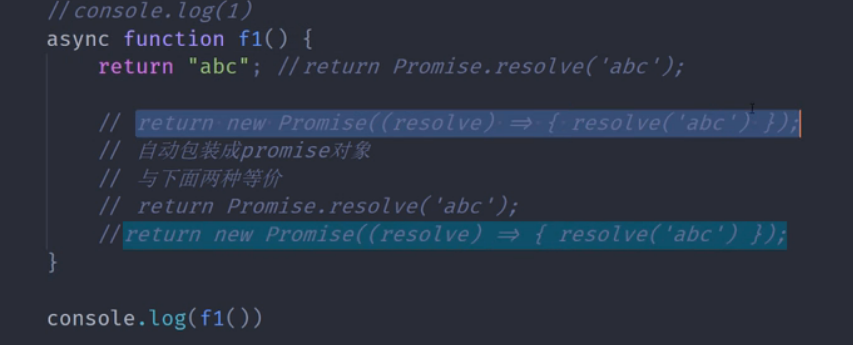 //console.log(1)
async function f1() {
return "abc"; //return Promise.resolve('abc');
// return new Promise((resolve) => { resolve('abc') });
// 自动包装成promise对象
// 与下面两种等价
// return Promise.resolve('abc');
//return new Promise((resolve) => { resolve('abc') });
}
console.log(f1())